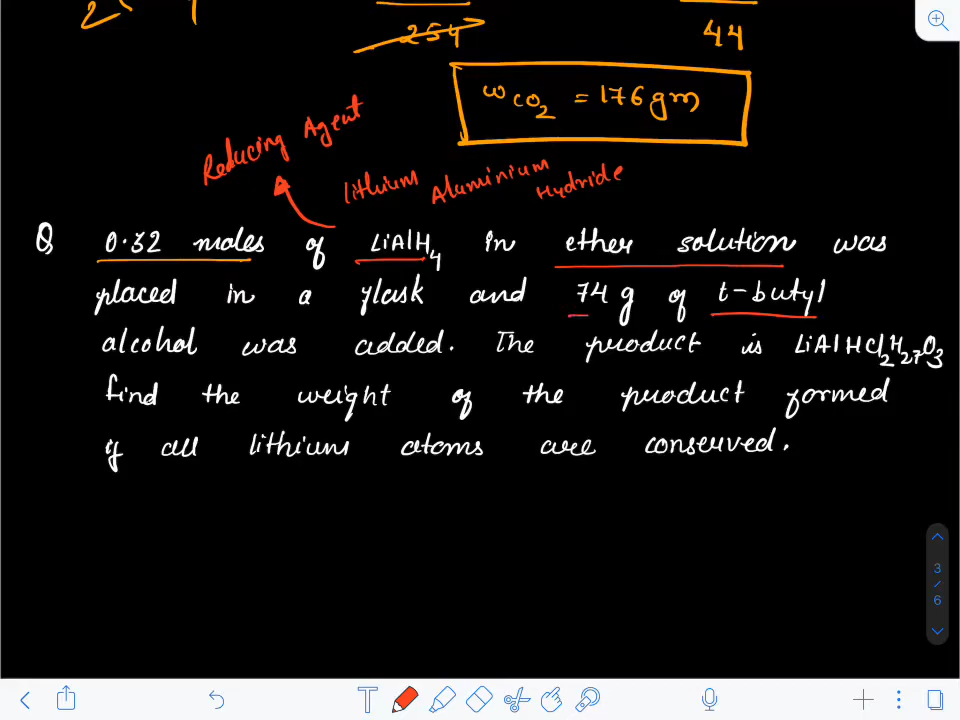 254
44
w CO2 = 176 gm
Reducing Agent
Lithium Aluminium Hydride
Q 0.32 moles of LiAlH4 in ether solution was
placed in a flask and 74 g of t-butyl
alcohol was added. The product is LiAlHC12H27O3
find the weight of the product formed
if all lithium atoms are conserved.
3
/
6
T